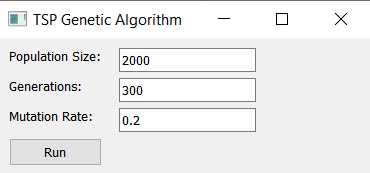 TSP Genetic Algorithm
Population Size: 2000
Generations: 300
Mutation Rate: 0.2
Run